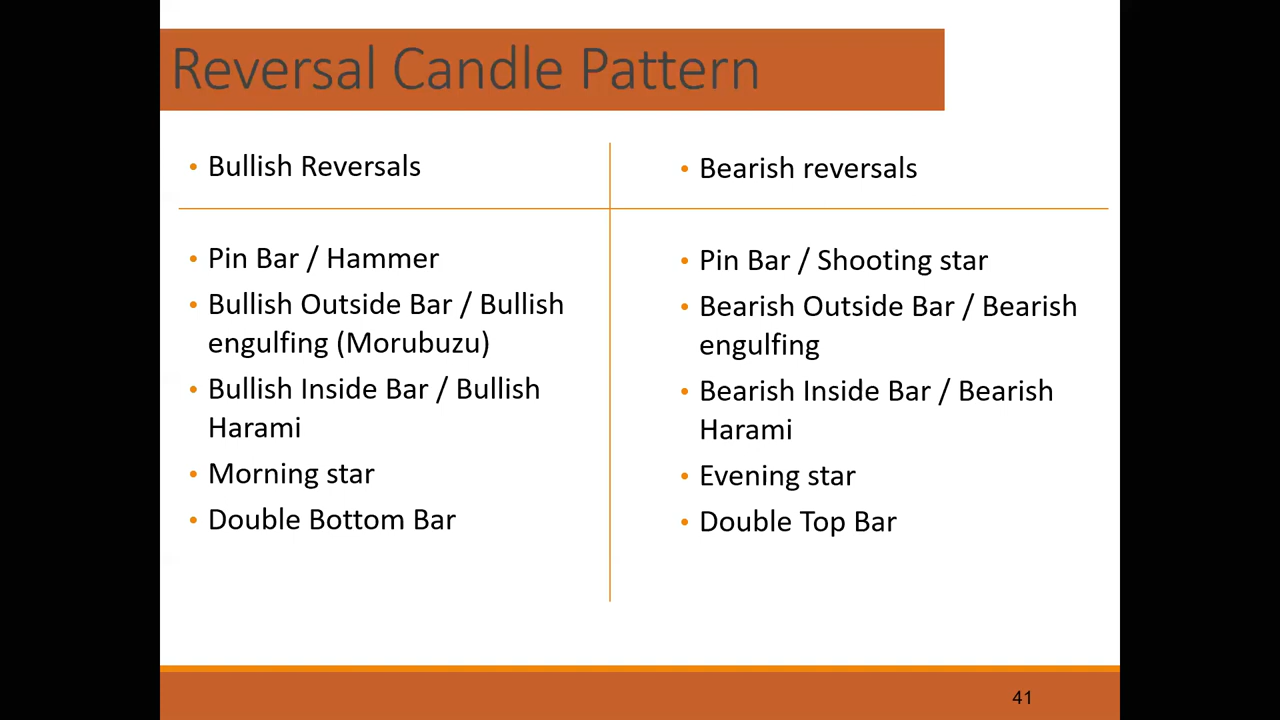 Reversal Candle Pattern
• Bullish Reversals
• Pin Bar / Hammer
• Bullish Outside Bar / Bullish
engulfing (Morubuzu)
• Bullish Inside Bar / Bullish
Harami
• Morning star
• Double Bottom Bar
• Bearish reversals
• Pin Bar / Shooting star
• Bearish Outside Bar / Bearish
engulfing
• Bearish Inside Bar / Bearish
Harami
• Evening star
• Double Top Bar
41